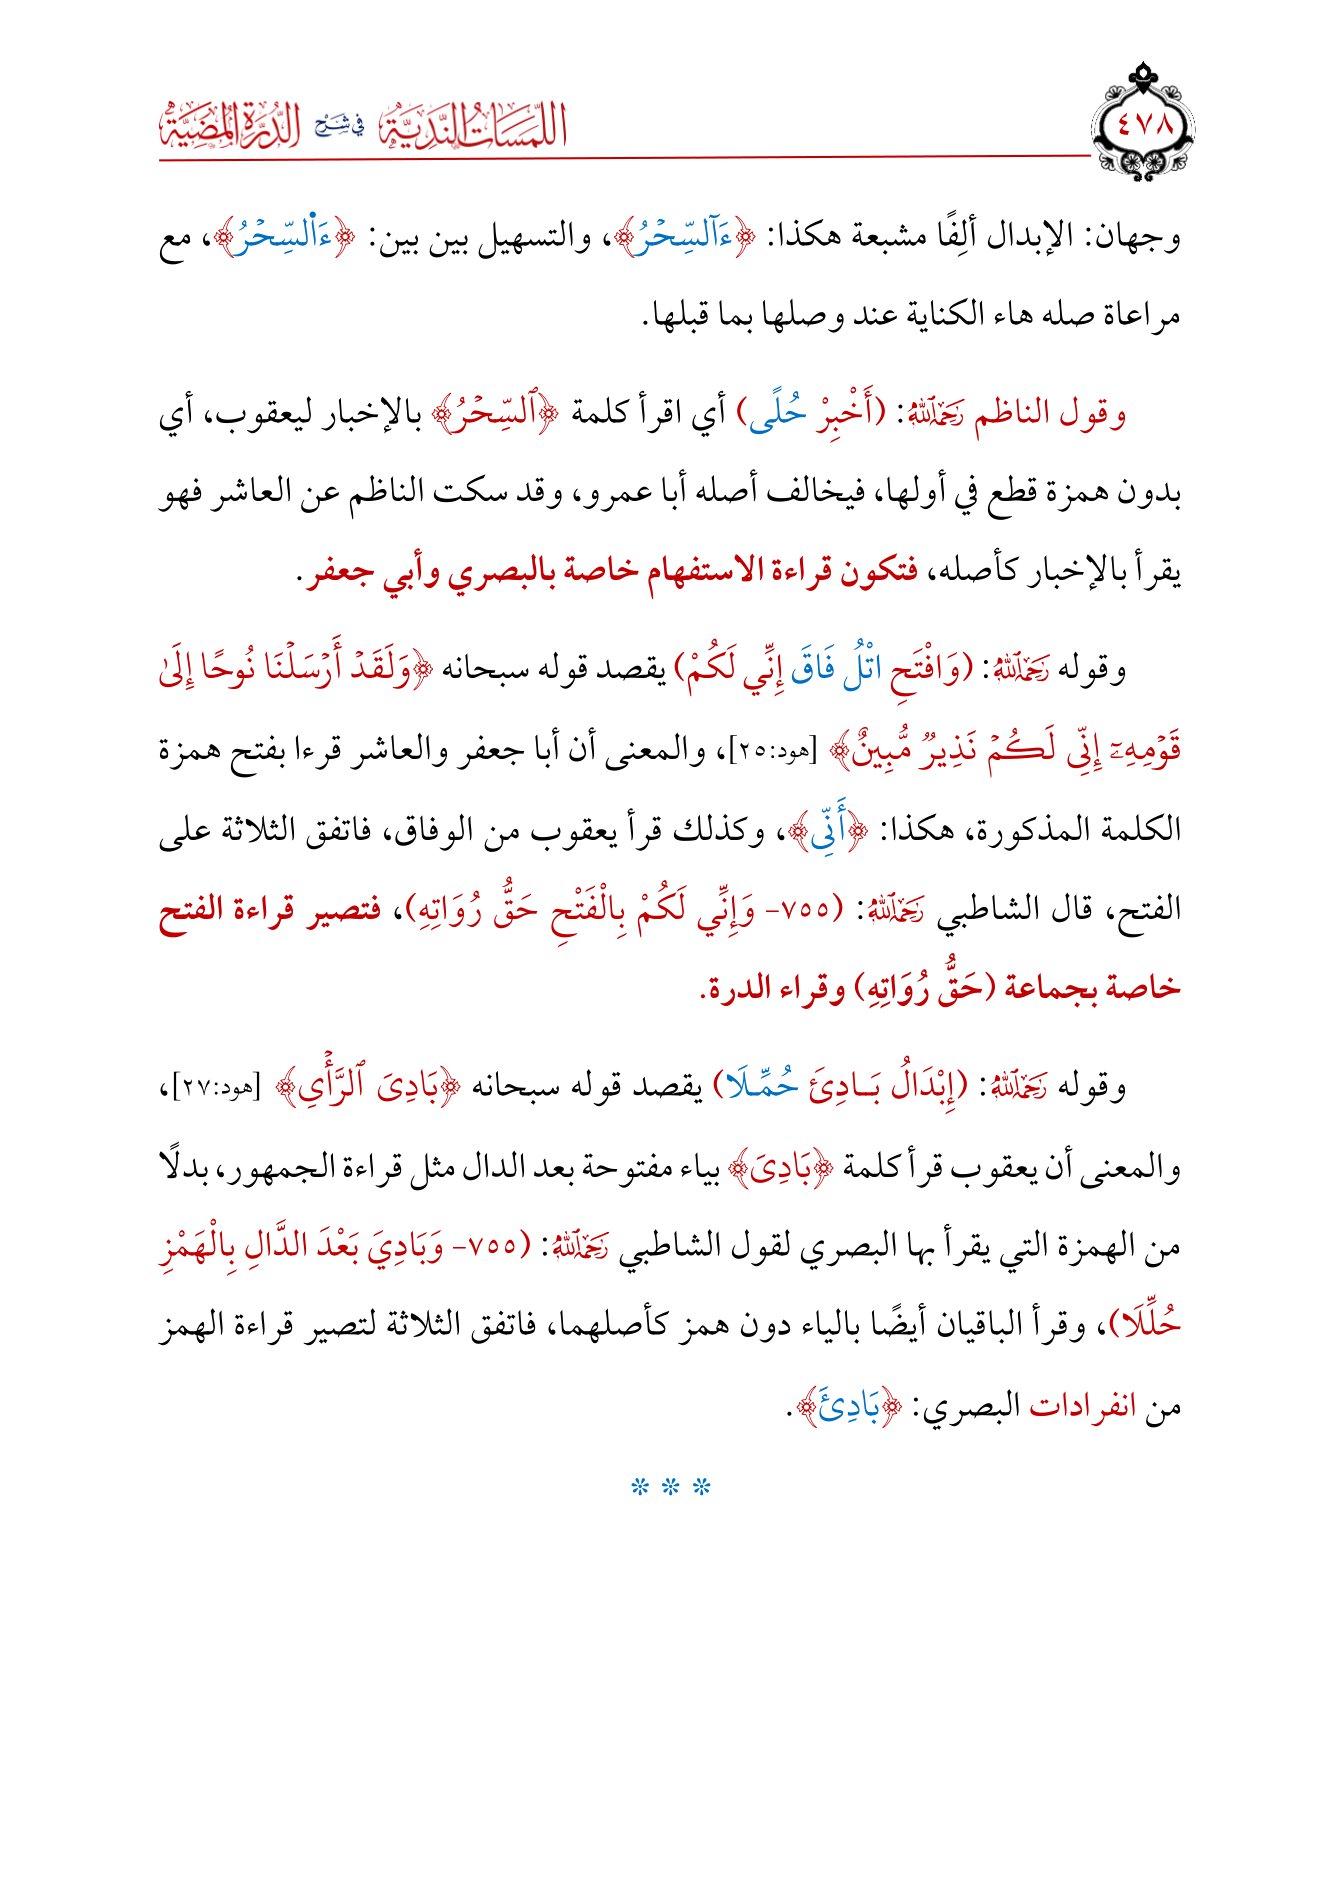 ٤٧٨
اللَّمَسَاتُ النَّدِيَّةُ فِي شَرْحِ الدُّرَّةِ المُضِيَّةِ
وجهان: الإبدال ألِفًا مشبعة هكذا: ﴿ءَآلسِّحۡرُ﴾، والتسهيل بين بين: ﴿ءَا۬لسِّحۡرُ﴾، مع
مراعاة صله هاء الكناية عند وصلها بما قبلها.
وقول الناظم رَحِمَهُ ٱللَّهُ: (أَخْبِرْ حُلًى) أي اقرأ كلمة ﴿ٱلسِّحۡرُ﴾ بالإخبار ليعقوب، أي
بدون همزة قطع في أولها، فيخالف أصله أبا عمرو، وقد سكت الناظم عن العاشر فهو
يقرأ بالإخبار كأصله، فتكون قراءة الاستفهام خاصة بالبصري وأبي جعفر.
وقوله رَحِمَهُ ٱللَّهُ: (وَافْتَحِ اتْلُ فَاقَ إِنِّي لَكُمْ) يقصد قوله سبحانه ﴿وَلَقَدۡ أَرۡسَلۡنَا نُوحًا إِلَىٰ
قَوۡمِهِۦٓ إِنِّي لَكُمۡ نَذِيرٞ مُّبِينٌ﴾ [هود:٢٥]، والمعنى أن أبا جعفر والعاشر قرءا بفتح همزة
الكلمة المذكورة، هكذا: ﴿أَنِّي﴾، وكذلك قرأ يعقوب من الوفاق، فاتفق الثلاثة على
الفتح، قال الشاطبي رَحِمَهُ ٱللَّهُ: (٧٥٥- وَإِنِّي لَكُمْ بِالْفَتْحِ حَقُّ رُوَاتِهِ)، فتصير قراءة الفتح
خاصة بجماعة (حَقُّ رُوَاتِهِ) وقراء الدرة.
وقوله رَحِمَهُ ٱللَّهُ: (إِبْدَالُ بَـادِئَ حُمِّـلَا) يقصد قوله سبحانه ﴿بَادِيَ ٱلرَّأۡيِ﴾ [هود:٢٧]،
والمعنى أن يعقوب قرأ كلمة ﴿بَادِيَ﴾ بياء مفتوحة بعد الدال مثل قراءة الجمهور، بدلًا
من الهمزة التي يقرأ بها البصري لقول الشاطبي رَحِمَهُ ٱللَّهُ: (٧٥٥- وَبَادِيَ بَعْدَ الدَّالِ بِالْهَمْزِ
حُلِّلَا)، وقرأ الباقيان أيضًا بالياء دون همز كأصلهما، فاتفق الثلاثة لتصير قراءة الهمز
من انفرادات البصري: ﴿بَادِئَ﴾.
* * *